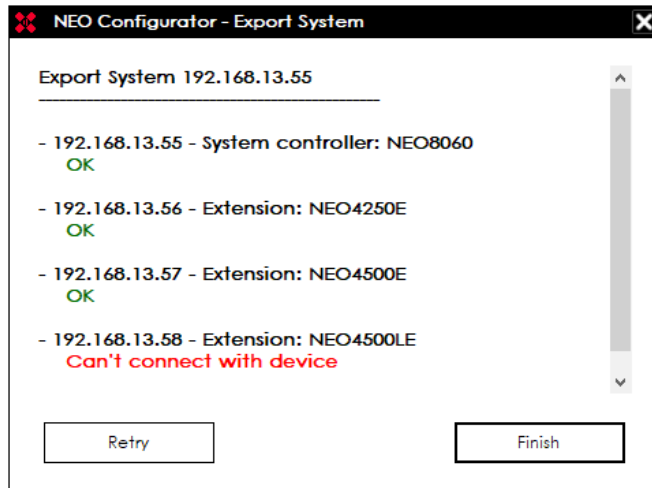 NEO Configurator - Export System
Export System 192.168.13.55
--------------------------------------------------
- 192.168.13.55 - System controller: NEO8060
OK
- 192.168.13.56 - Extension: NEO4250E
OK
- 192.168.13.57 - Extension: NEO4500E
OK
- 192.168.13.58 - Extension: NEO4500LE
Can't connect with device
Retry
Finish